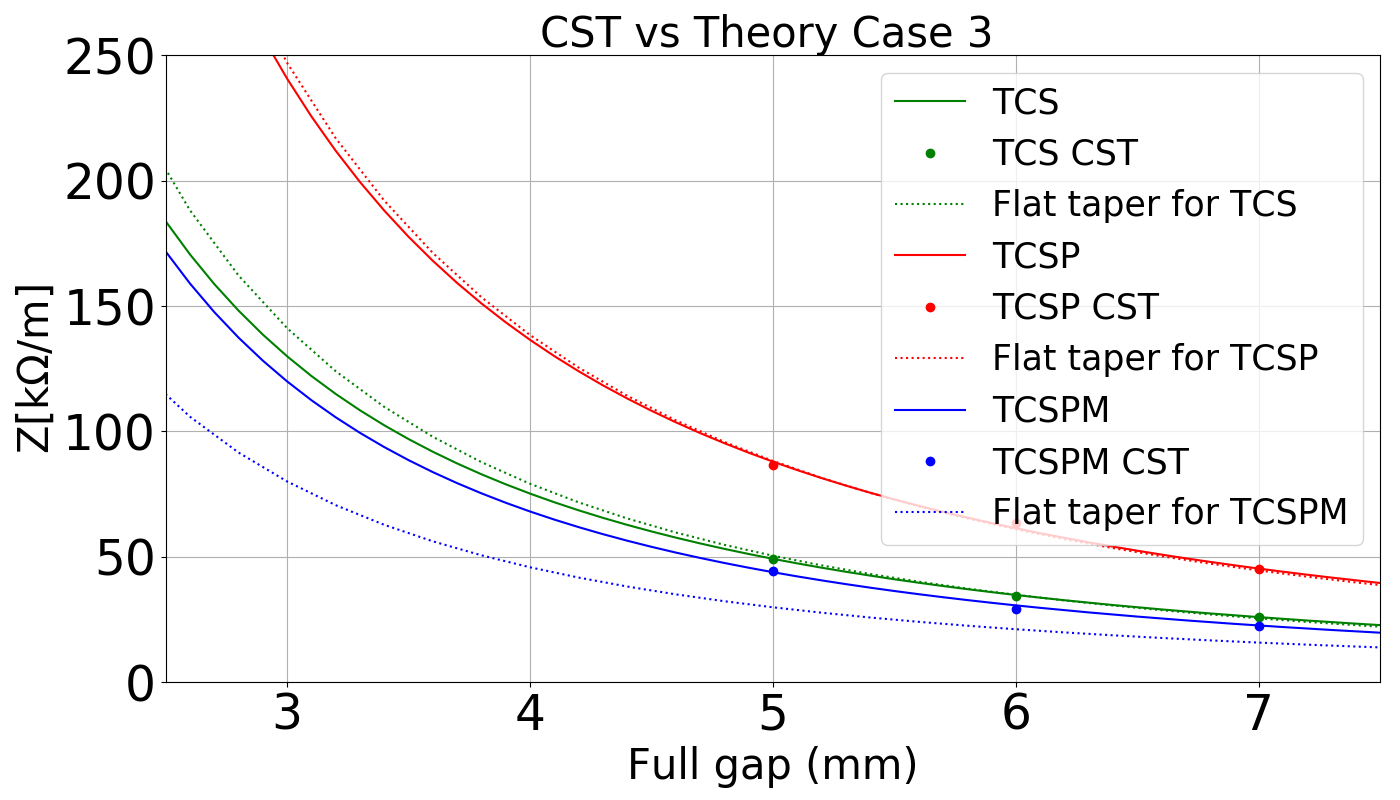 CST vs Theory Case 3
Z[kΩ/m]
250
200
150
100
50
0
TCS
TCS CST
Flat taper for TCS
TCSP
TCSP CST
Flat taper for TCSP
TCSPM
TCSPM CST
Flat taper for TCSPM
3 4 5 6 7
Full gap (mm)